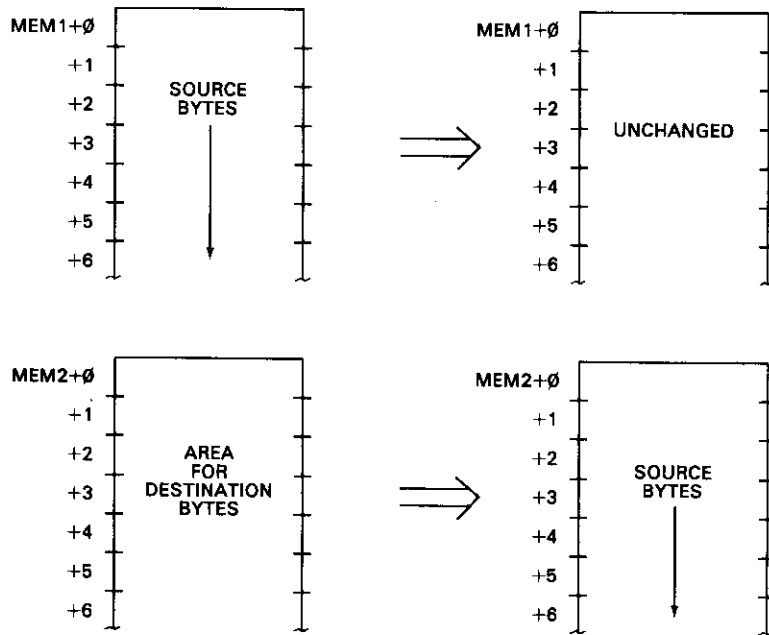 MEM1+Ø
+1
+2
+3
+4
+5
+6
SOURCE
BYTES
MEM1+Ø
+1
+2
+3
+4
+5
+6
UNCHANGED
MEM2+Ø
+1
+2
+3
+4
+5
+6
AREA
FOR
DESTINATION
BYTES
MEM2+Ø
+1
+2
+3
+4
+5
+6
SOURCE
BYTES